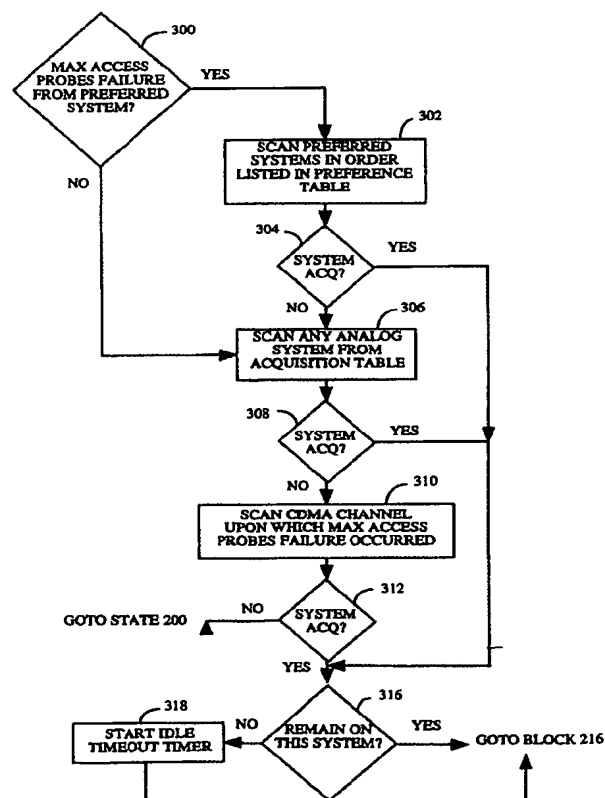 300
MAX ACCESS
PROBES FAILURE
FROM PREFERRED
SYSTEM?
YES
NO
302
SCAN PREFERRED
SYSTEMS IN ORDER
LISTED IN PREFERENCE
TABLE
304
SYSTEM
ACQ?
YES
NO
306
SCAN ANY ANALOG
SYSTEM FROM
ACQUISITION TABLE
308
SYSTEM
ACQ?
YES
NO
310
SCAN CDMA CHANNEL
UPON WHICH MAX ACCESS
PROBES FAILURE OCCURRED
312
SYSTEM
ACQ?
NO
GOTO STATE 200
YES
316
REMAIN ON
THIS SYSTEM?
NO
YES
318
START IDLE
TIMEOUT TIMER
GOTO BLOCK 216